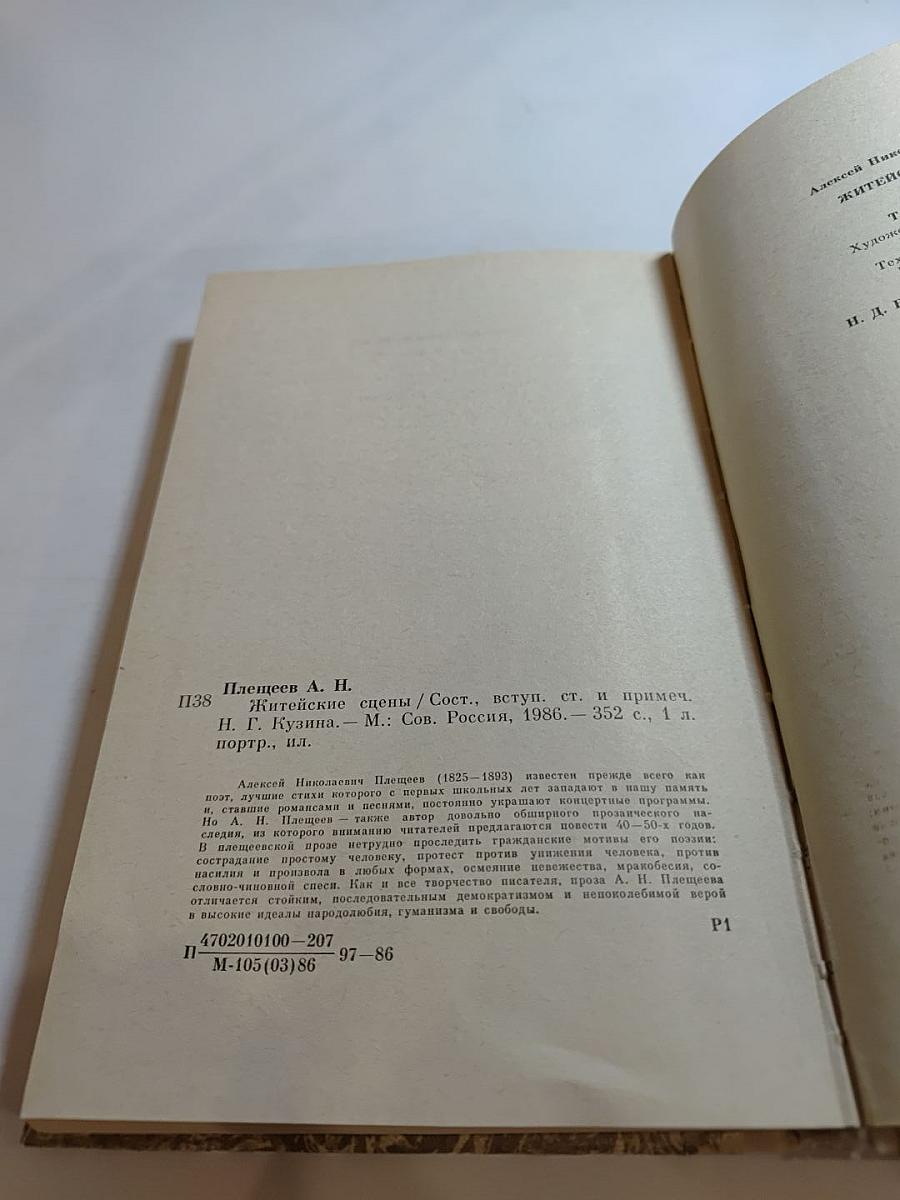 Плещеев А. Н.
П38 Житейские сцены / Сост., вступ. ст. и примеч.
Н. Г. Кузина.— М.: Сов. Россия, 1986.— 352 с., 1 л.
портр., ил.
Алексей Николаевич Плещеев (1825—1893) известен прежде всего как
поэт, лучшие стихи которого с первых школьных лет западают в нашу память
и, ставшие романсами и песнями, постоянно украшают концертные программы.
Но А. Н. Плещеев — также автор довольно обширного прозаического на-
следия, из которого вниманию читателей предлагаются повести 40—50-х годов.
В плещеевской прозе нетрудно проследить гражданские мотивы его поэзии:
сострадание простому человеку, протест против унижения человека, против
насилия и произвола в любых формах, осмеяние невежества, мракобесия, со-
словно-чиновной спеси. Как и все творчество писателя, проза А. Н. Плещеева
отличается стойким, последовательным демократизмом и непоколебимой верой
в высокие идеалы народолюбия, гуманизма и свободы.
П 4702010100—207
М-105(03)86 97—86
Р1
Алексей
Н. Д.